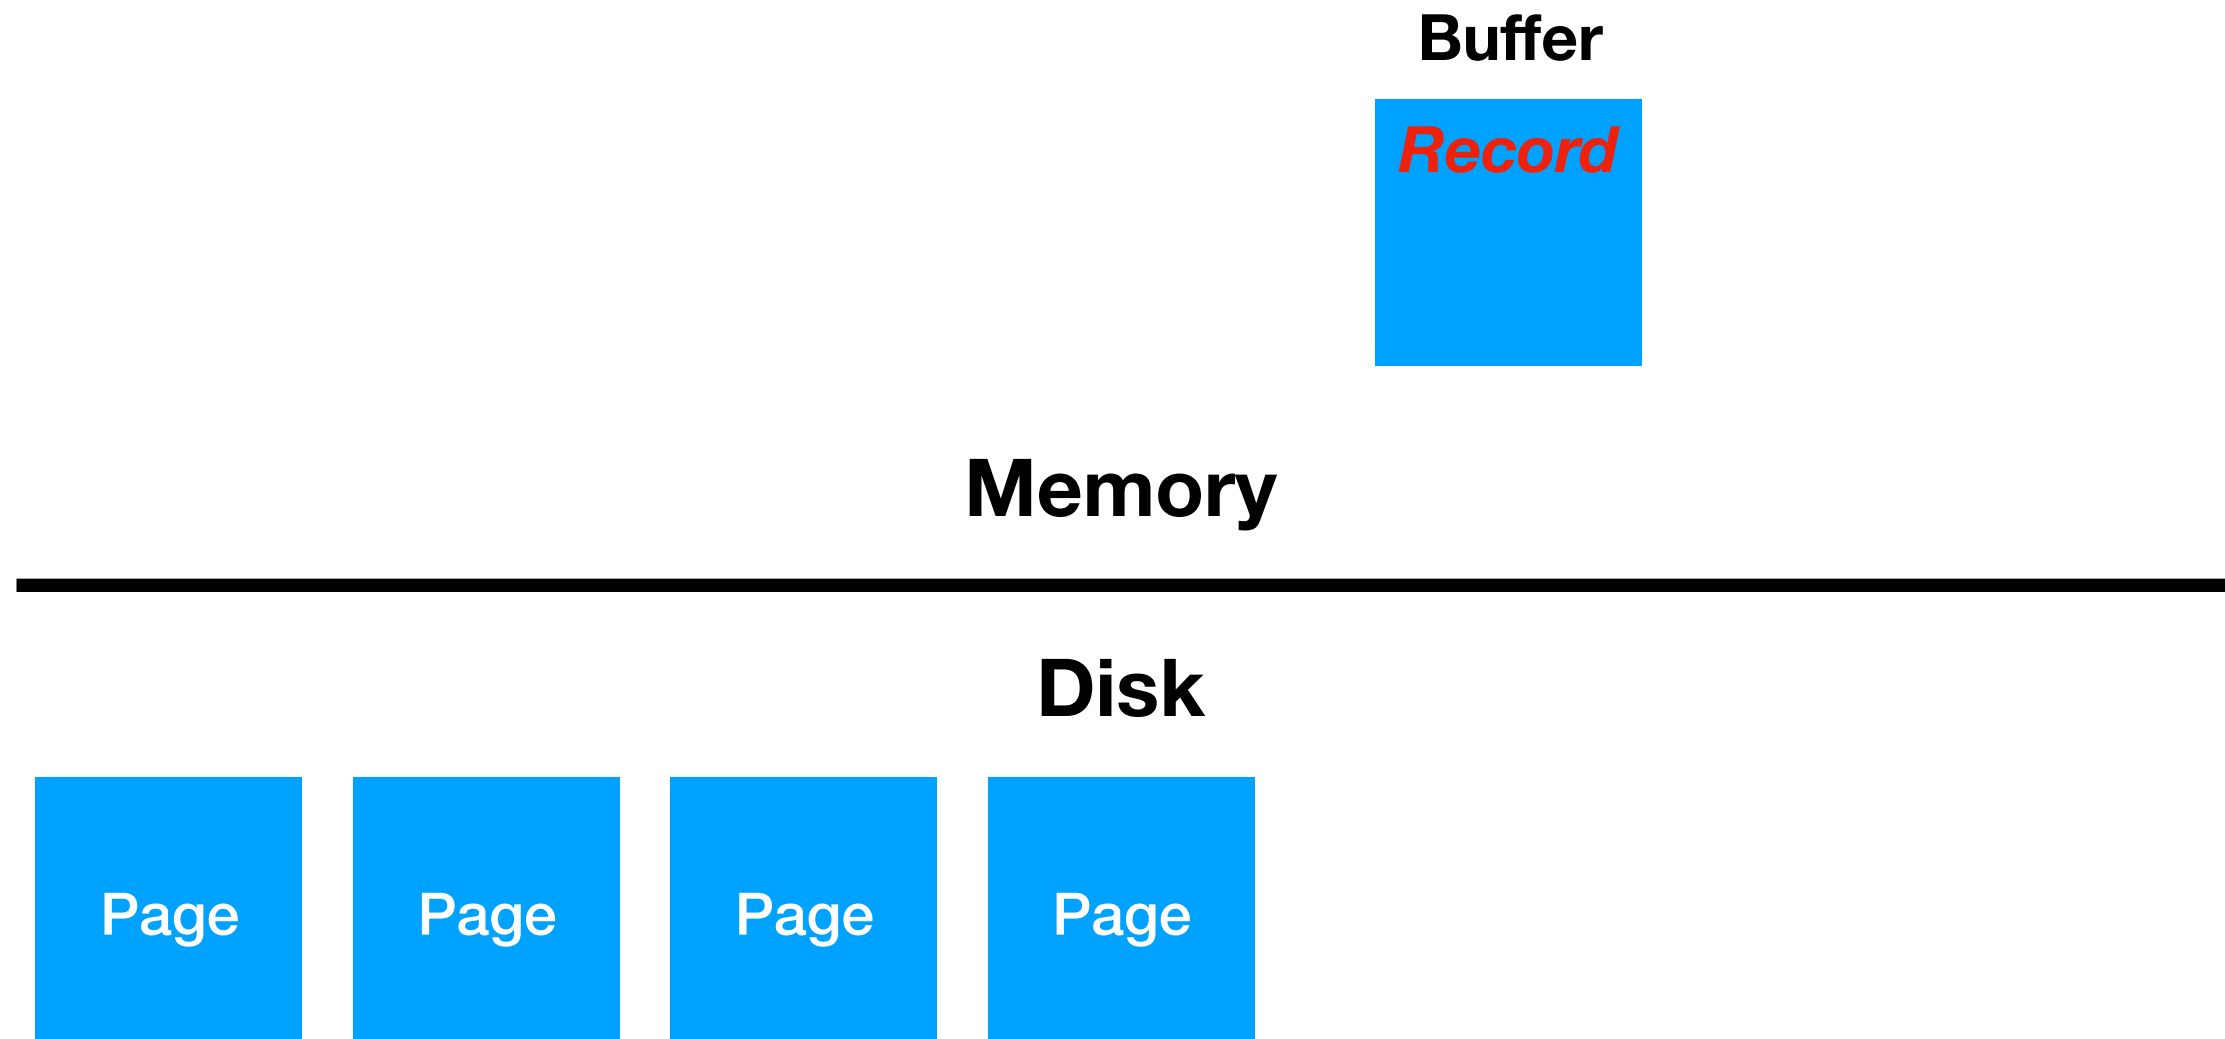 Buffer
Record
Memory
Disk
Page Page Page Page